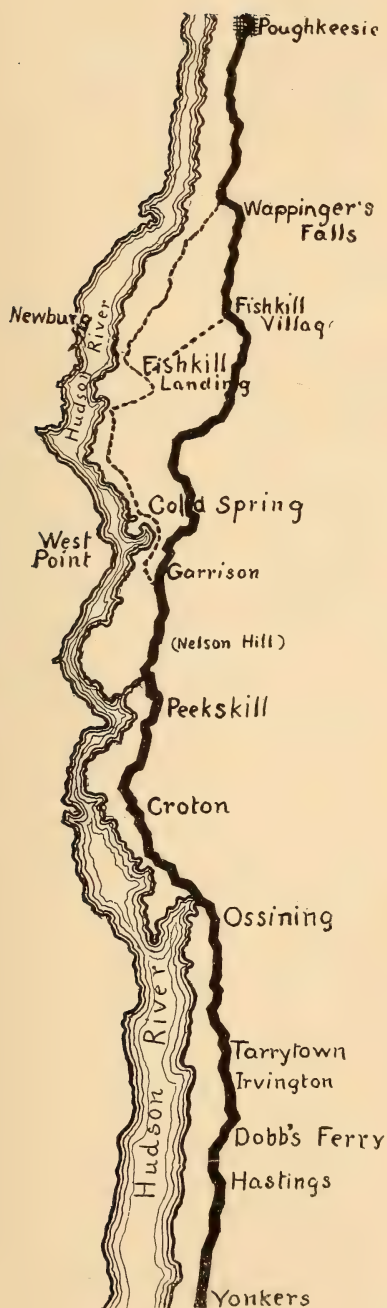 Poughkeesie
Wappinger's
Falls
Fishkill
Villag
Newburg
Hudson River
Fishkill
Landing
Cold Spring
West
Point
Garrison
(Nelson Hill)
Peekskill
Croton
Ossining
Hudson River
Tarrytown
Irvington
Dobb's Ferry
Hastings
Yonkers